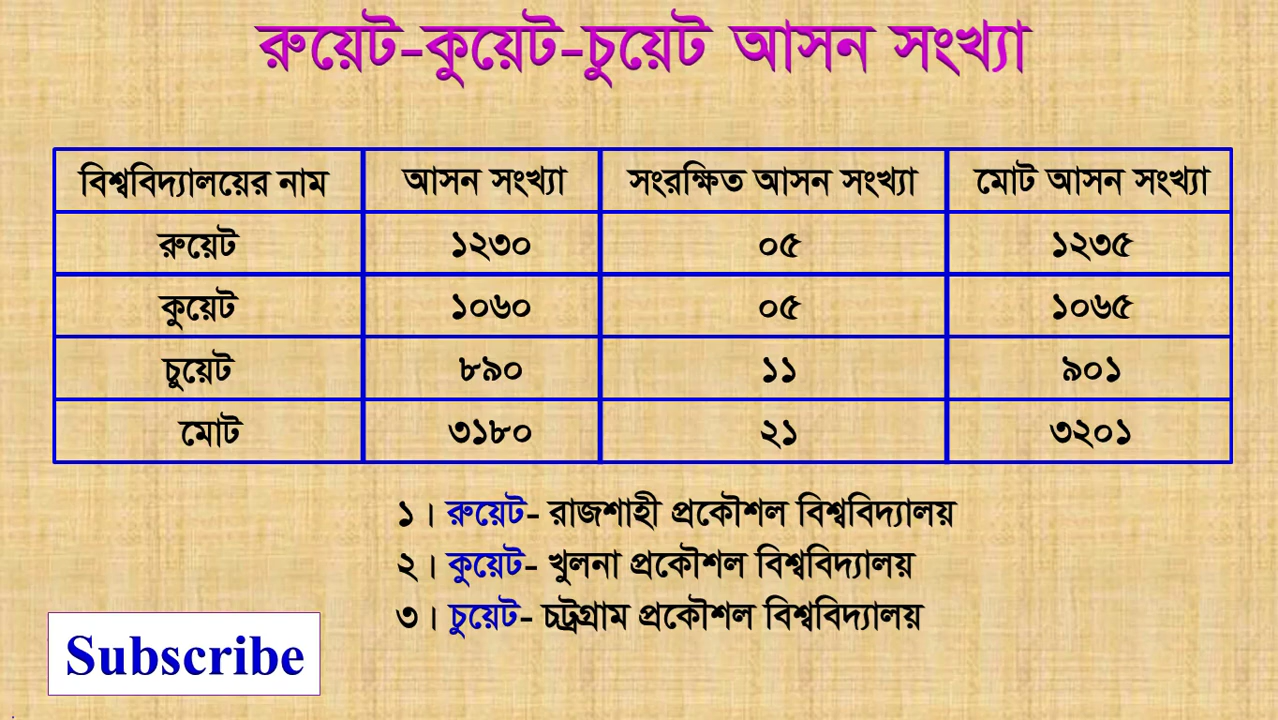 রুয়েট-কুয়েট-চুয়েট আসন সংখ্যা
বিশ্ববিদ্যালয়ের নাম আসন সংখ্যা সংরক্ষিত আসন সংখ্যা মোট আসন সংখ্যা
রুয়েট ১২৩০ ০৫ ১২৩৫
কুয়েট ১০৬০ ০৫ ১০৬৫
চুয়েট ৮৯০ ১১ ৯০১
মোট ৩১৮০ ২১ ৩২০১
১। রুয়েট- রাজশাহী প্রকৌশল বিশ্ববিদ্যালয়
২। কুয়েট- খুলনা প্রকৌশল বিশ্ববিদ্যালয়
৩। চুয়েট- চট্রগ্রাম প্রকৌশল বিশ্ববিদ্যালয়
Subscribe